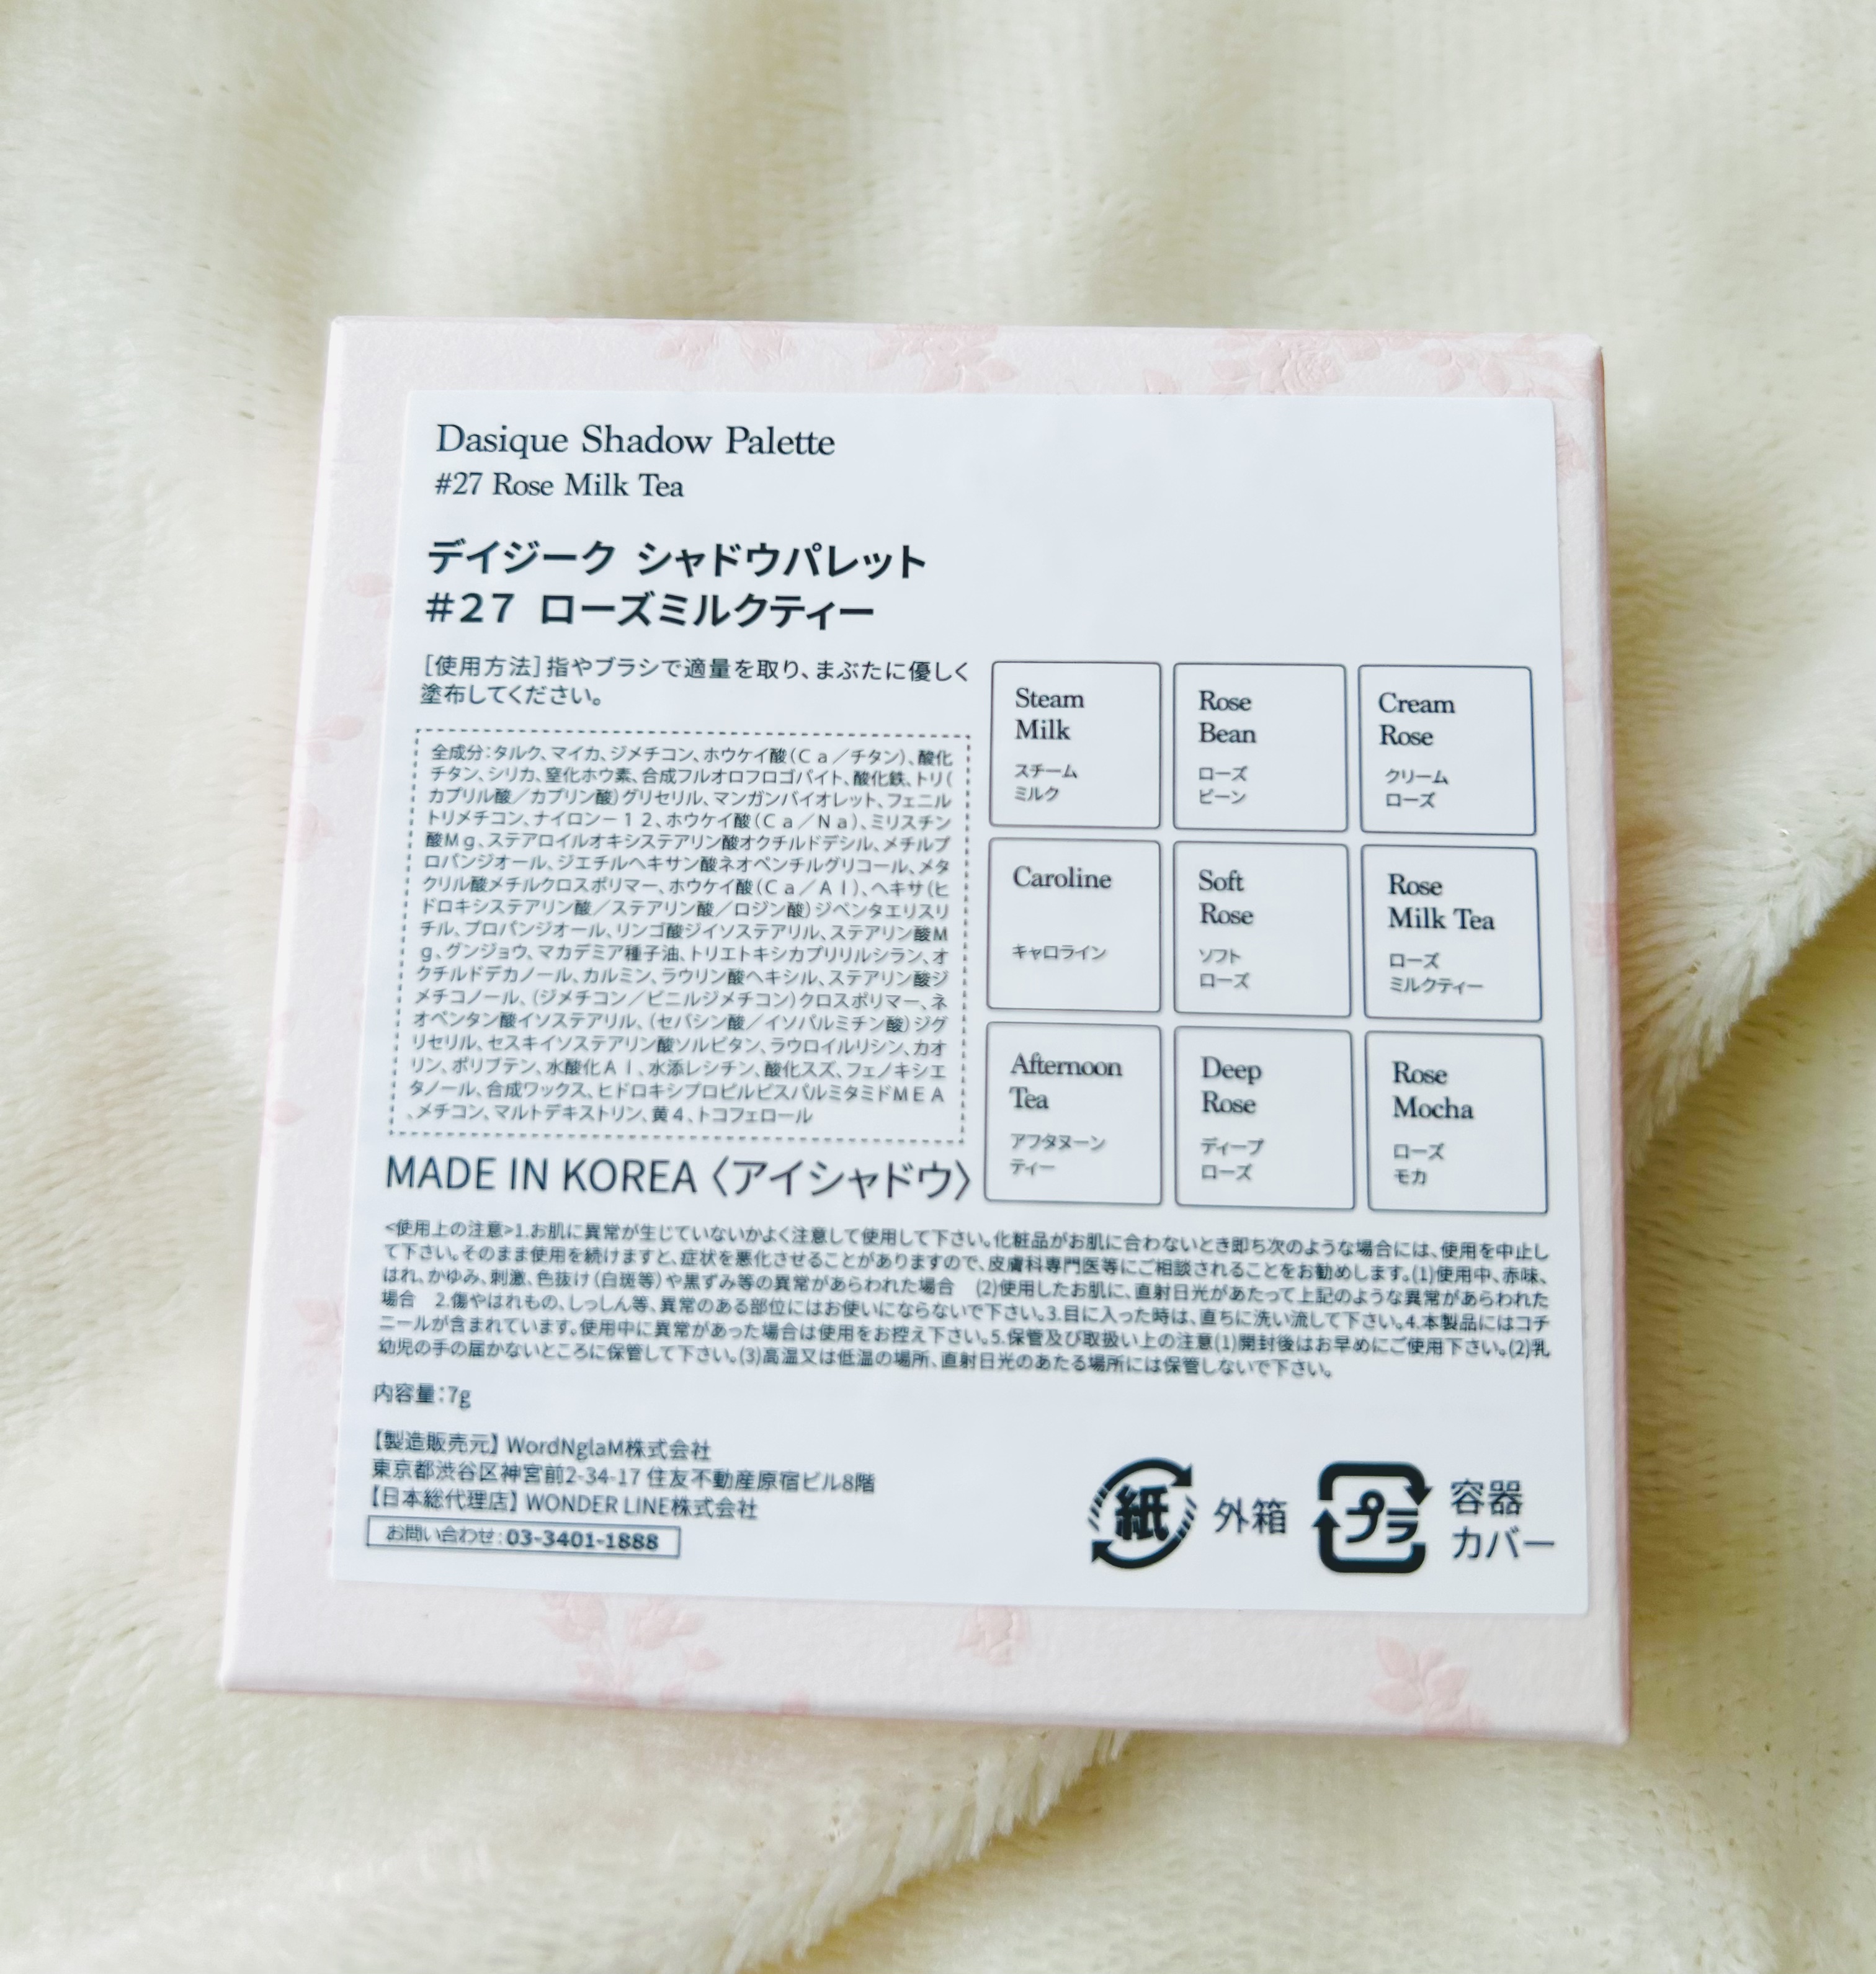 Dasique Shadow Palette
#27 Rose Milk Tea
デイジーク シャドウパレット
#27 ローズミルクティー
［使用方法］指やブラシで適量を取り、まぶたに優しく
塗布してください。
全成分：タルク、マイカ、ジメチコン、ホウケイ酸（Ｃａ／チタン）、酸化
チタン、シリカ、窒化ホウ素、合成フルオロフロゴパイト、酸化鉄、トリ（
カプリル酸／カプリン酸）グリセリル、マンガンバイオレット、フェニル
トリメチコン、ナイロン－１２、ホウケイ酸（Ｃａ／Ｎａ）、ミリスチン
酸Ｍｇ、ステアロイルオキシステアリン酸オクチルドデシル、メチルプ
ロパンジオール、ジエチルヘキサン酸ネオペンチルグリコール、メタ
クリル酸メチルクロスポリマー、ホウケイ酸（Ｃａ／Ａｌ）、ヘキサ（ヒ
ドロキシステアリン酸／ステアリン酸／ロジン酸）ジペンタエリスリ
チル、プロパンジオール、リンゴ酸ジイソステアリル、ステアリン酸Ｍ
ｇ、グンジョウ、マカデミア種子油、トリエトキシカプリリルシラン、オ
クチルドデカノール、カルミン、ラウリン酸ヘキシル、ステアリン酸ジ
メチコノール、（ジメチコン／ビニルジメチコン）クロスポリマー、ネ
オペンタン酸イソステアリル、（セバシン酸／イソパルミチン酸）ジグ
リセリル、セスキイソステアリン酸ソルビタン、ラウロイルリシン、カオ
リン、ポリブテン、水酸化Ａｌ、水添レシチン、酸化スズ、フェノキシエ
タノール、合成ワックス、ヒドロキシプロピルビスパルミタミドＭＥＡ
、メチコン、マルトデキストリン、黄４、トコフェロール
MADE IN KOREA〈アイシャドウ〉
Steam
Milk
スチーム
ミルク
Rose
Bean
ローズ
ビーン
Cream
Rose
クリーム
ローズ
Caroline
キャロライン
Soft
Rose
ソフト
ローズ
Rose
Milk Tea
ローズ
ミルクティー
Afternoon
Tea
アフタヌーン
ティー
Deep
Rose
ディープ
ローズ
Rose
Mocha
ローズ
モカ
<使用上の注意>1.お肌に異常が生じていないかよく注意して使用して下さい。化粧品がお肌に合わないとき即ち次のような場合には、使用を中止し
て下さい。そのまま使用を続けますと、症状を悪化させることがありますので、皮膚科専門医等にご相談されることをお勧めします。(1)使用中、赤味、
はれ、かゆみ、刺激、色抜け（白斑等）や黒ずみ等の異常があらわれた場合　(2)使用したお肌に、直射日光があたって上記のような異常があらわれた
場合　2.傷やはれもの、しっしん等、異常のある部位にはお使いにならないで下さい。3.目に入った時は、直ちに洗い流して下さい。4.本製品にはコチ
ニールが含まれています。使用中に異常があった場合は使用をお控え下さい。5.保管及び取扱い上の注意(1)開封後はお早めにご使用下さい。(2)乳
幼児の手の届かないところに保管して下さい。(3)高温又は低温の場所、直射日光のあたる場所には保管しないで下さい。
内容量：7g
【製造販売元】WordNglaM株式会社
東京都渋谷区神宮前2-34-17 住友不動産原宿ビル8階
【日本総代理店】WONDER LINE株式会社
お問い合わせ：03-3401-1888
紙 外箱
プラ 容器
カバー